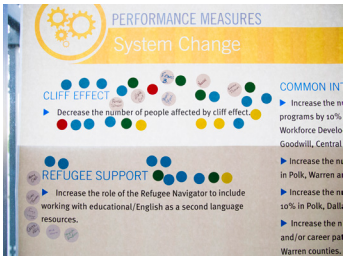 PERFORMANCE MEASURES
System Change
CLIFF EFFECT
Decrease the number of people affected by cliff effect.
REFUGEE SUPPORT
Increase the role of the Refugee Navigator to include
working with educational/English as a second language
resources.
COMMON INT
Increase the nu
programs by 10%
Workforce Develo
Goodwill, Central
Increase the nu
in Polk, Warren a
Increase the nu
10% in Polk, Dalla
Increase the n
and/or career pat
Warren counties.